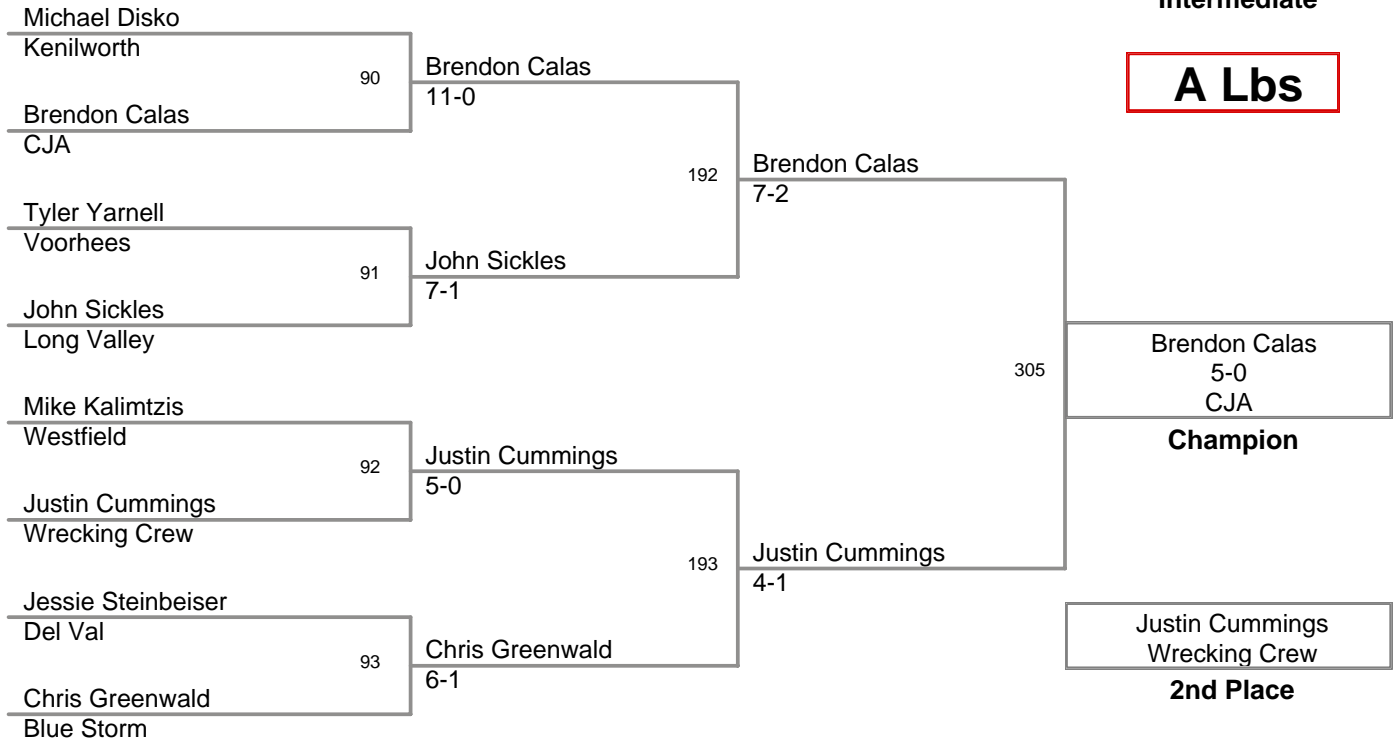 Intermediate
A Lbs
Michael Disko
Kenilworth
90
Brendon Calas
CJA
Brendon Calas
11-0
Tyler Yarnell
Voorhees
91
John Sickles
Long Valley
John Sickles
7-1
192
Brendon Calas
7-2
Mike Kalimtzis
Westfield
92
Justin Cummings
Wrecking Crew
Justin Cummings
5-0
Jessie Steinbeiser
Del Val
93
Chris Greenwald
Blue Storm
Chris Greenwald
6-1
193
Justin Cummings
4-1
305
Brendon Calas
5-0
CJA
Champion
Justin Cummings
Wrecking Crew
2nd Place